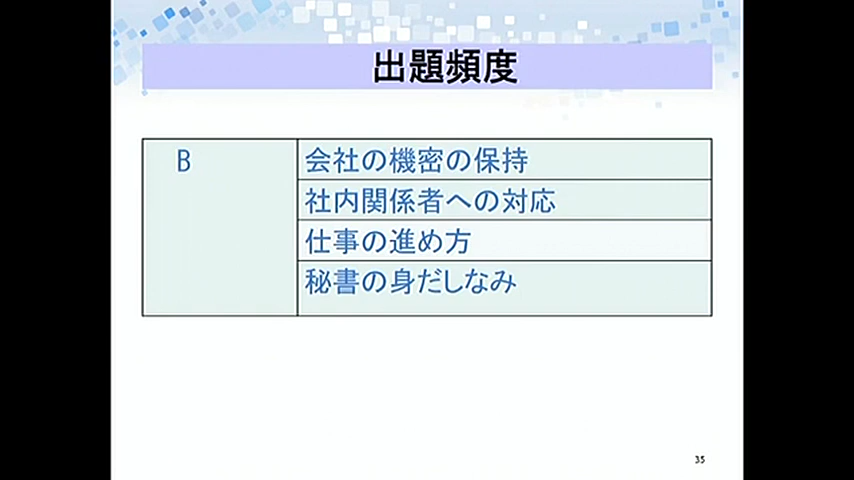 出題頻度
B
会社の機密の保持
社内関係者への対応
仕事の進め方
秘書の身だしなみ
35